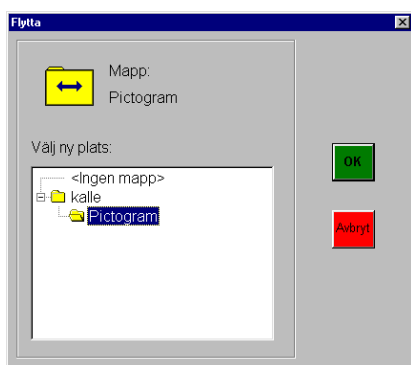 Flytta
Mapp:
Pictogram
Välj ny plats:
<Ingen mapp>
kalle
Pictogram
OK
Avbryt